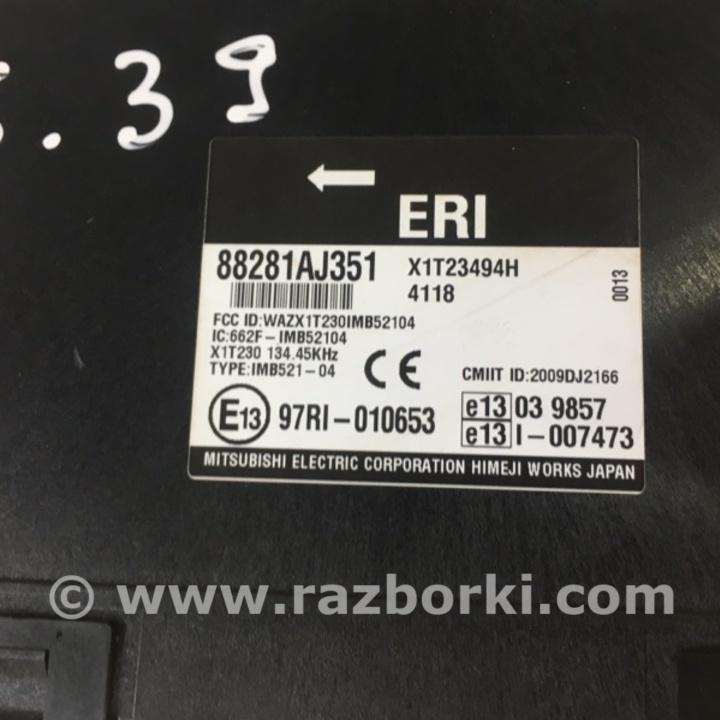 .39
ERI
88281AJ351 X1T23494H
4118
0013
FCC ID:WAZX1T230IMB52104
IC:662F-IMB52104
X1T230 134.45KHz
TYPE:IMB521-04
CE
CMIIT ID:2009DJ2166
E13 97RI-010653
e13 03 9857
e13 I-007473
MITSUBISHI ELECTRIC CORPORATION HIMEJI WORKS JAPAN
© www.razborki.com